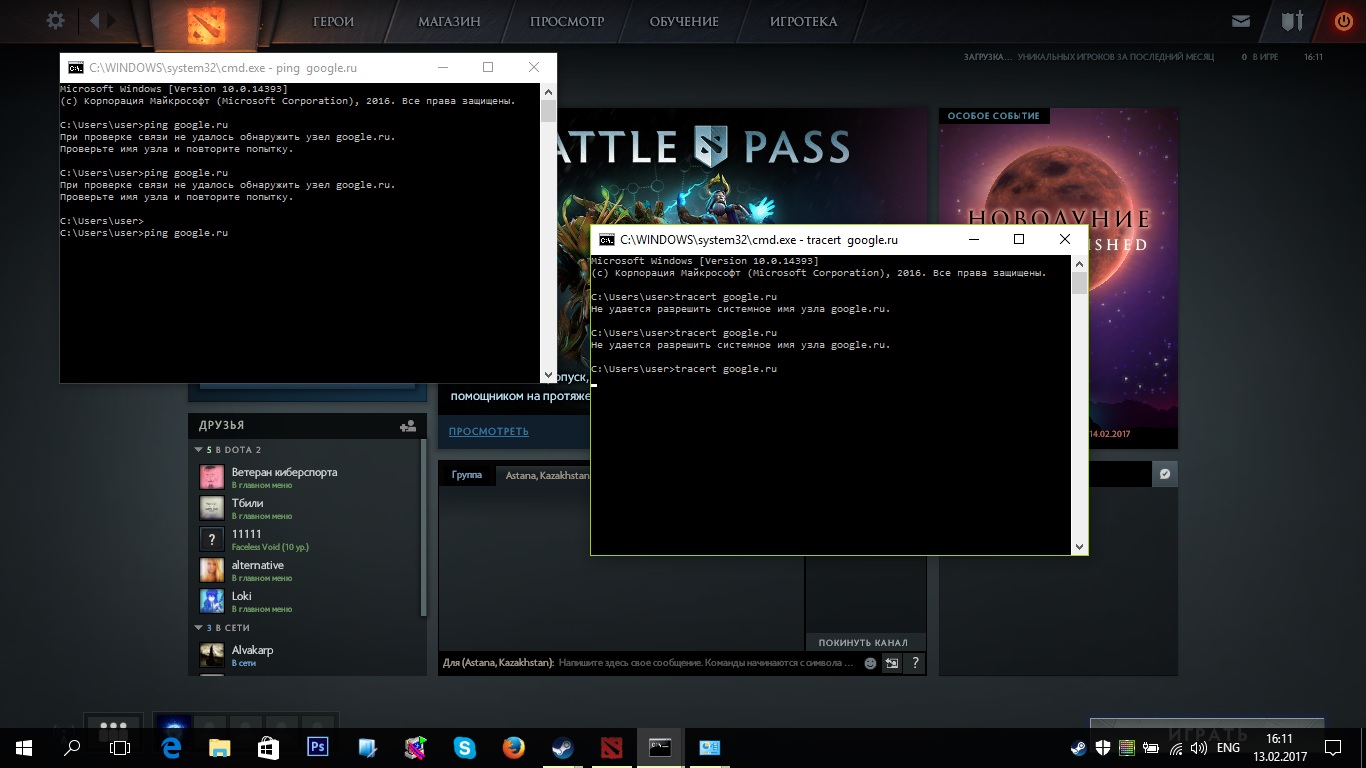 ГЕРОИ
МАГАЗИН
ПРОСМОТР
ОБУЧЕНИЕ
ИГРОТЕКА
ЗАГРУЗКА... УНИКАЛЬНЫХ ИГРОКОВ ЗА ПОСЛЕДНИЙ МЕСЯЦ 0 В ИГРЕ 16:11
C:\WINDOWS\system32\cmd.exe - ping google.ru
Microsoft Windows [Version 10.0.14393]
(c) Корпорация Майкрософт (Microsoft Corporation), 2016. Все права защищены.
C:\Users\user>ping google.ru
При проверке связи не удалось обнаружить узел google.ru.
Проверьте имя узла и повторите попытку.
C:\Users\user>ping google.ru
При проверке связи не удалось обнаружить узел google.ru.
Проверьте имя узла и повторите попытку.
C:\Users\user>
C:\Users\user>ping google.ru
ATTLE PASS
ОСОБОЕ СОБЫТИЕ
НОВОЛУНИЕ
ISHED
14.02.2017
C:\WINDOWS\system32\cmd.exe - tracert google.ru
Microsoft Windows [Version 10.0.14393]
(c) Корпорация Майкрософт (Microsoft Corporation), 2016. Все права защищены.
C:\Users\user>tracert google.ru
Не удается разрешить системное имя узла google.ru.
C:\Users\user>tracert google.ru
Не удается разрешить системное имя узла google.ru.
C:\Users\user>tracert google.ru
опуск,
помощником на протяже
ПРОСМОТРЕТЬ
ДРУЗЬЯ
5 В DOTA 2
Ветеран киберспорта
В главном меню
Тбили
В главном меню
? 11111
Faceless Void (10 ур.)
alternative
В главном меню
Loki
В главном меню
3 В СЕТИ
Alvakarp
В сети
Группа
Astana, Kazakhstan
ПОКИНУТЬ КАНАЛ
Для (Astana, Kazakhstan): Напишите здесь свое сообщение. Команды начинаются с символа ... ?
ИГРАТЬ
Ps
ENG
16:11
13.02.2017